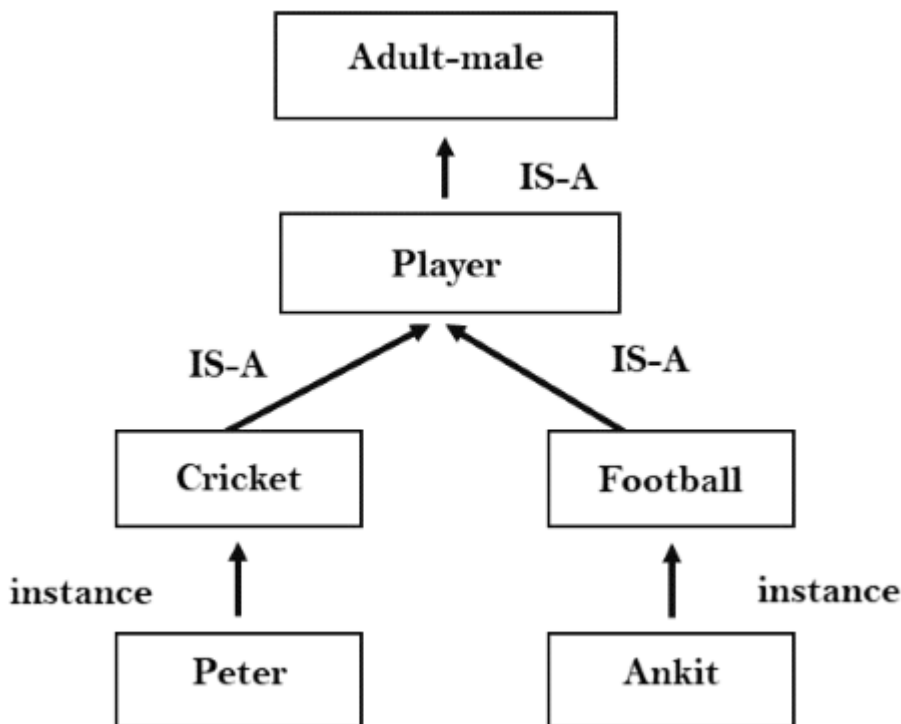 Adult-male
IS-A
Player
IS-A
IS-A
Cricket
Football
instance
instance
Peter
Ankit